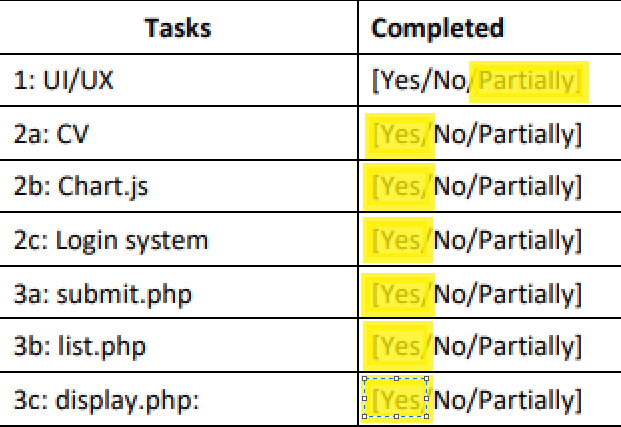 Tasks Completed
1: UI/UX [Yes/No/Partially]
2a: CV [Yes/No/Partially]
2b: Chart.js [Yes/No/Partially]
2c: Login system [Yes/No/Partially]
3a: submit.php [Yes/No/Partially]
3b: list.php [Yes/No/Partially]
3c: display.php: [Yes/No/Partially]